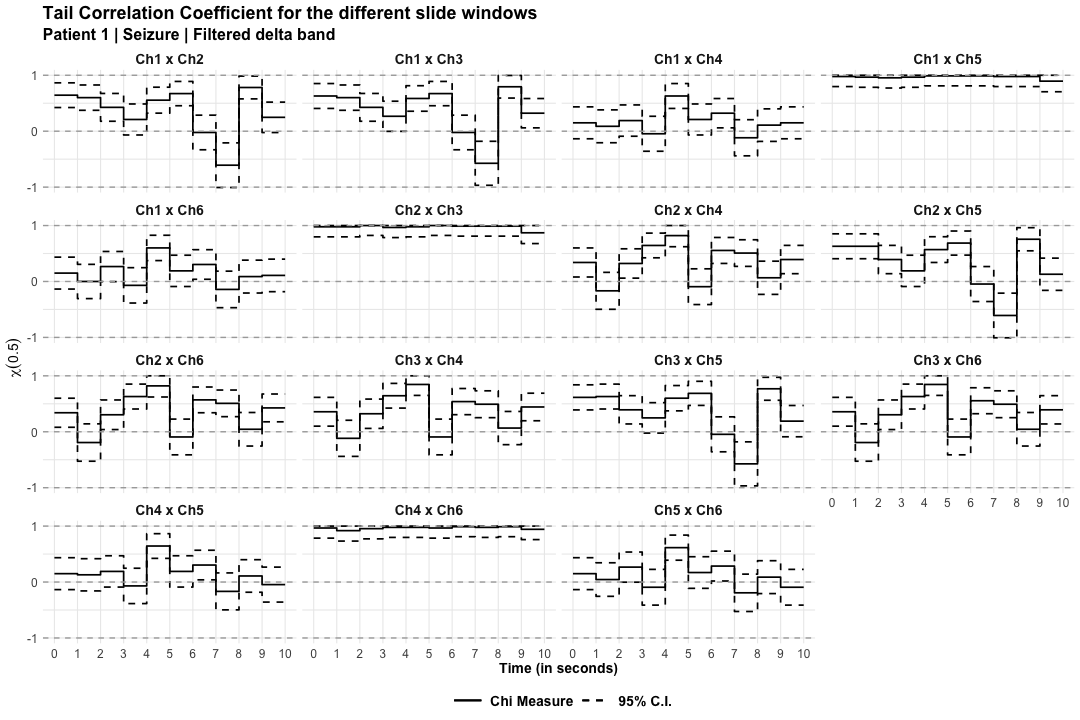 Tail Correlation Coefficient for the different slide windows
Patient 1 | Seizure | Filtered delta band
Ch1 x Ch2 Ch1 x Ch3 Ch1 x Ch4 Ch1 x Ch5
1
0
-1
Ch1 x Ch6 Ch2 x Ch3 Ch2 x Ch4 Ch2 x Ch5
1
0
-1
χ(0.5)
Ch2 x Ch6 Ch3 x Ch4 Ch3 x Ch5 Ch3 x Ch6
1
0
-1
0 1 2 3 4 5 6 7 8 9 10
Ch4 x Ch5 Ch4 x Ch6 Ch5 x Ch6
1
0
-1
0 1 2 3 4 5 6 7 8 9 10 0 1 2 3 4 5 6 7 8 9 10 0 1 2 3 4 5 6 7 8 9 10
Time (in seconds)
Chi Measure 95% C.I.